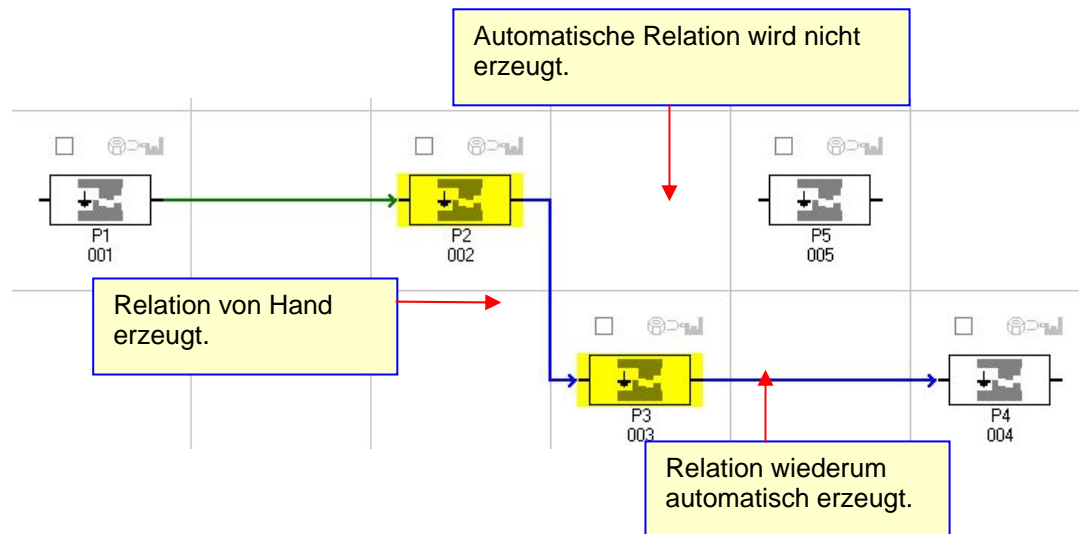 Automatische Relation wird nicht
erzeugt.
P1
001
P2
002
P5
005
Relation von Hand
erzeugt.
P3
003
P4
004
Relation wiederum
automatisch erzeugt.